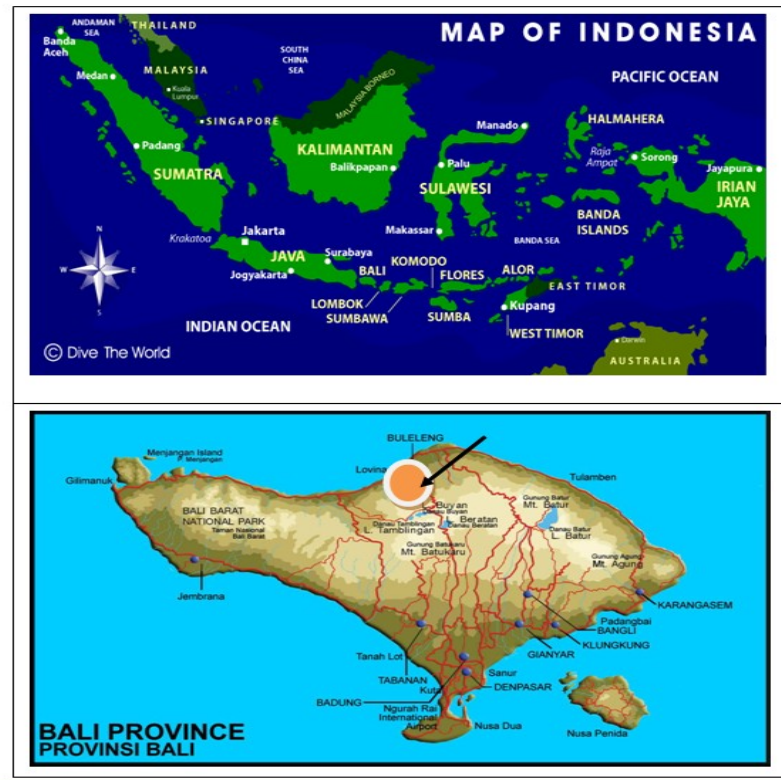 MAP OF INDONESIA
ANDAMAN
SEA
THAILAND
Banda
Aceh
SOUTH
CHINA
SEA
PACIFIC OCEAN
MALAYSIA
Medan
Kuala
Lumpur
MALAYSIA BORNEO
SINGAPORE
Manado
HALMAHERA
KALIMANTAN
Raja
Ampat
Sorong
Padang
Balikpapan
Palu
Jayapura
SUMATRA
SULAWESI
IRIAN
JAYA
BANDA
ISLANDS
Krakatoa
Jakarta
Makassar
BANDA SEA
N
W
E
S
JAVA
Surabaya
KOMODO
BALI
FLORES
ALOR
Jogyakarta
EAST TIMOR
LOMBOK
SUMBAWA
SUMBA
Kupang
INDIAN OCEAN
WEST TIMOR
Darwin
© Dive The World
AUSTRALIA
BULELENG
Menjangan Island
Menjangan
Lovina
Gilimanuk
Tulamben
BALI BARAT
NATIONAL PARK
Taman Nasional
Bali Barat
L. Buyan
Danau Buyan
Danau Tamblingan
L. Tamblingan
L. Beratan
Danau Beratan
Gunung Batur
Mt. Batur
Danau Batur
L. Batur
Gunung Batukaru
Mt. Batukaru
Gunung Agung
Mt. Agung
Jembrana
KARANGASEM
Padangbai
BANGLI
KLUNGKUNG
GIANYAR
Tanah Lot
TABANAN
Sanur
DENPASAR
BADUNG
Kuta
Ngurah Rai
International
Airport
Nusa Dua
Nusa Penida
BALI PROVINCE
PROVINSI BALI